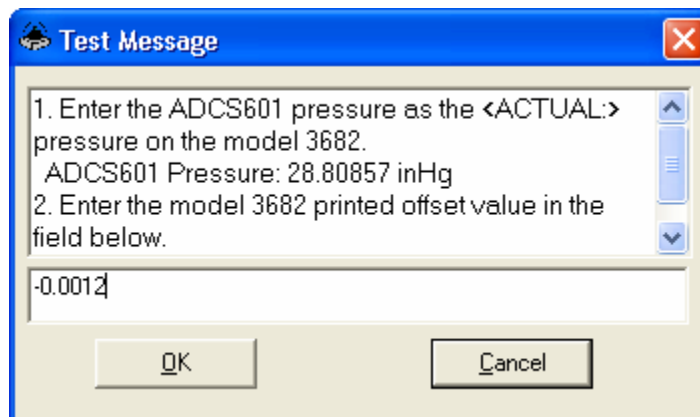 Test Message
1. Enter the ADCS601 pressure as the <ACTUAL:>
pressure on the model 3682.
ADCS601 Pressure: 28.80857 inHg
2. Enter the model 3682 printed offset value in the
field below.
-0.0012
OK
Cancel